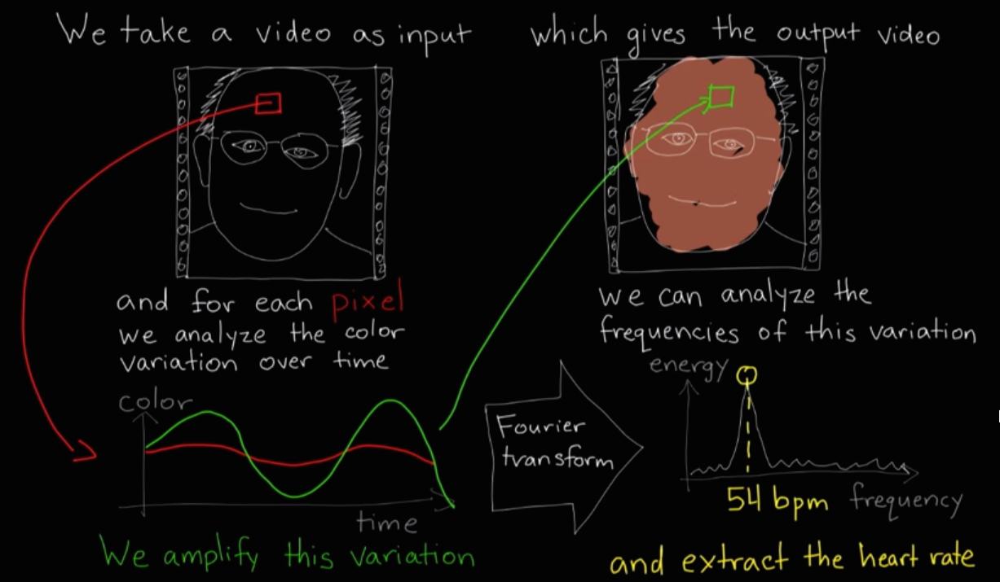 We take a video as input
and for each pixel
we analyze the color
variation over time
color
time
We amplify this variation
which gives the output video
we can analyze the
frequencies of this variation
Fourier
transform
energy
54 bpm
frequency
and extract the heart rate